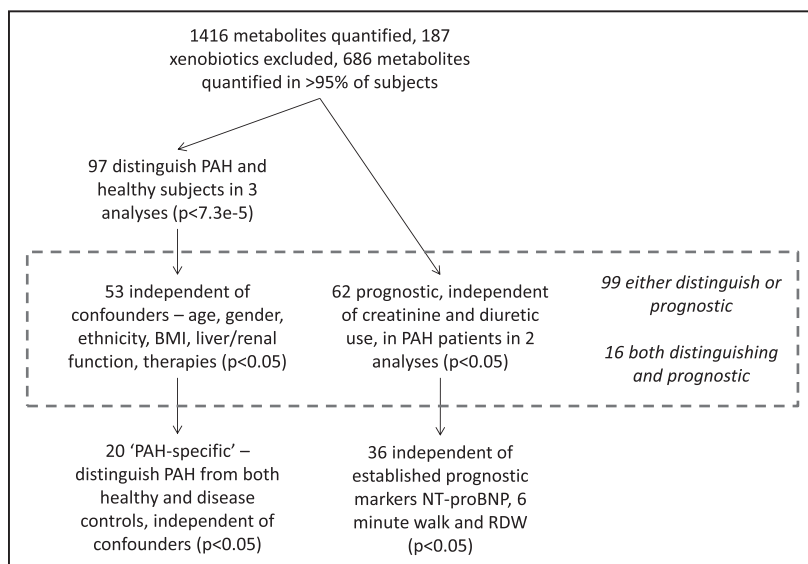 1416 metabolites quantified, 187
xenobiotics excluded, 686 metabolites
quantified in >95% of subjects
97 distinguish PAH and
healthy subjects in 3
analyses (p<7.3e-5)
53 independent of
confounders – age, gender,
ethnicity, BMI, liver/renal
function, therapies (p<0.05)
62 prognostic, independent
of creatinine and diuretic
use, in PAH patients in 2
analyses (p<0.05)
99 either distinguish or
prognostic
16 both distinguishing
and prognostic
20 ‘PAH-specific’ –
distinguish PAH from both
healthy and disease
controls, independent of
confounders (p<0.05)
36 independent of
established prognostic
markers NT-proBNP, 6
minute walk and RDW
(p<0.05)